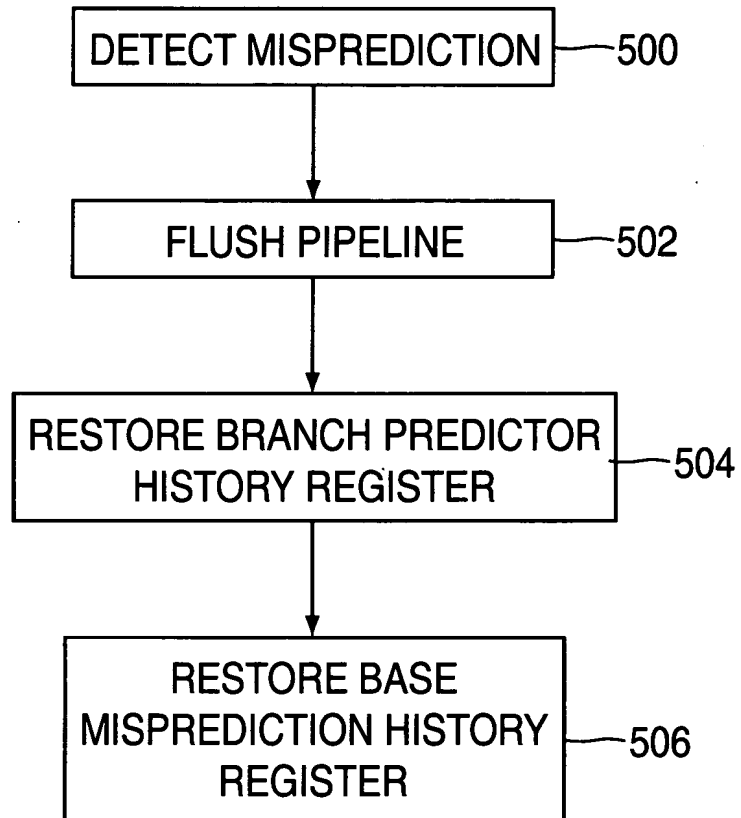 DETECT MISPREDICTION 500
FLUSH PIPELINE 502
RESTORE BRANCH PREDICTOR
HISTORY REGISTER 504
RESTORE BASE
MISPREDICTION HISTORY 506
REGISTER